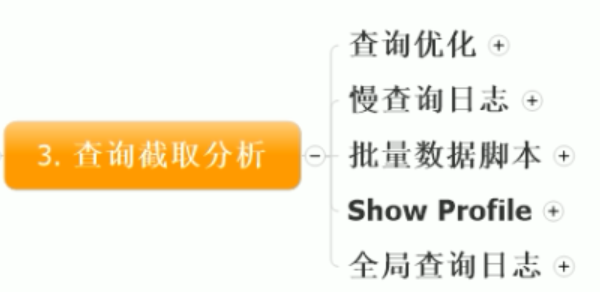 3. 查询截取分析
查询优化
慢查询日志
批量数据脚本
Show Profile
全局查询日志